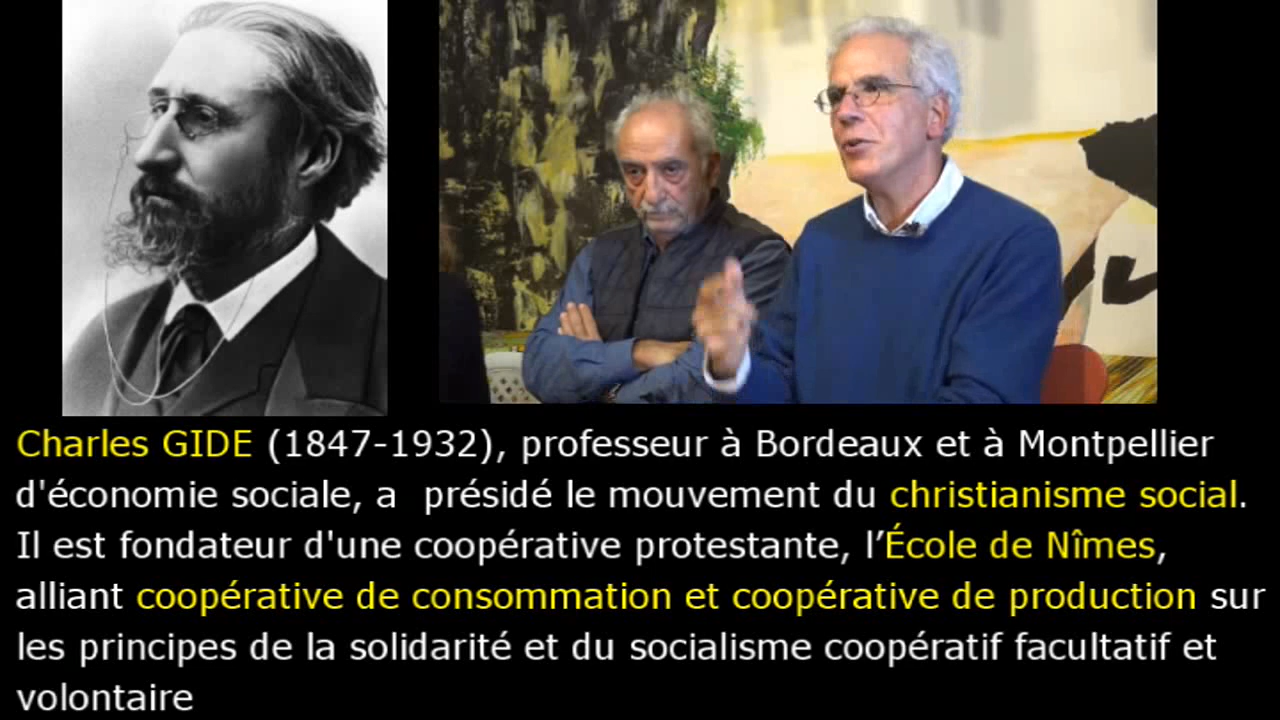 Charles GIDE (1847-1932), professeur à Bordeaux et à Montpellier
d'économie sociale, a  présidé le mouvement du christianisme social.
Il est fondateur d'une coopérative protestante, l’École de Nîmes,
alliant coopérative de consommation et coopérative de production sur
les principes de la solidarité et du socialisme coopératif facultatif et
volontaire